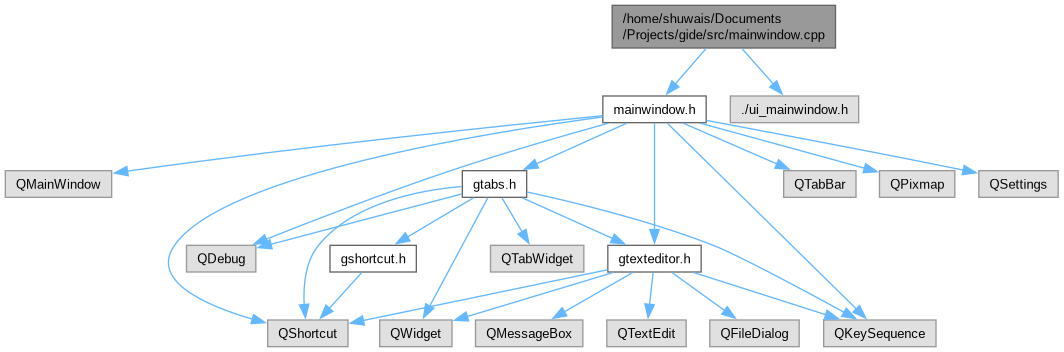 /home/shuwais/Documents
/Projects/gide/src/mainwindow.cpp
mainwindow.h
./ui_mainwindow.h
QMainWindow
gtabs.h
QTabBar
QPixmap
QSettings
QDebug
gshortcut.h
QTabWidget
gtexteditor.h
QShortcut
QWidget
QMessageBox
QTextEdit
QFileDialog
QKeySequence